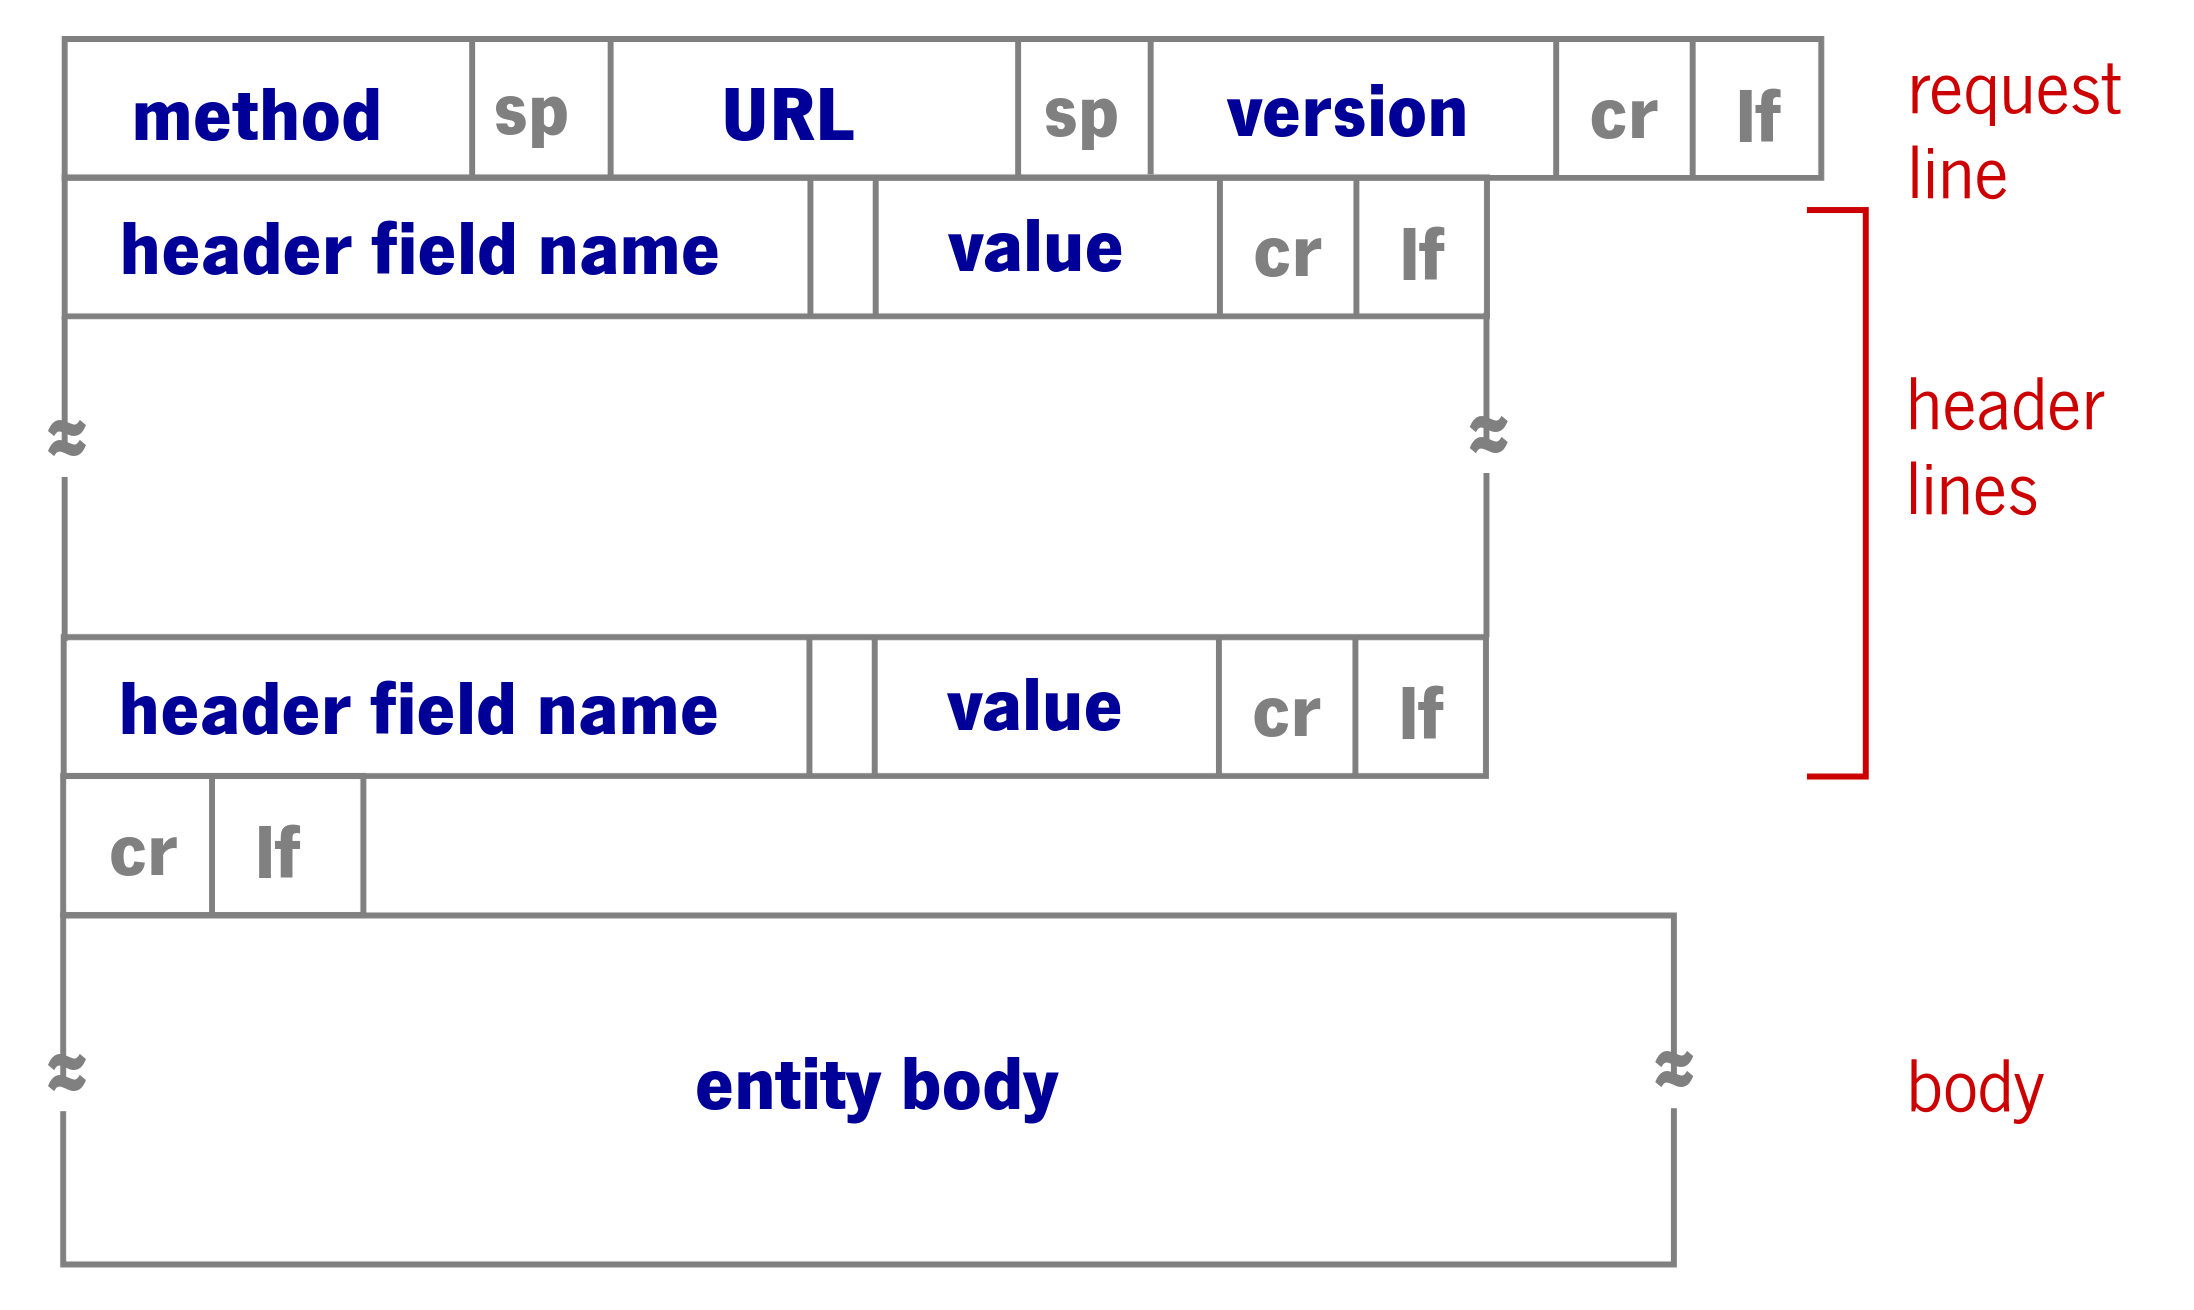 method sp URL sp version cr lf
request
line
header field name value cr lf
header
lines
header field name value cr lf
cr lf
entity body
body